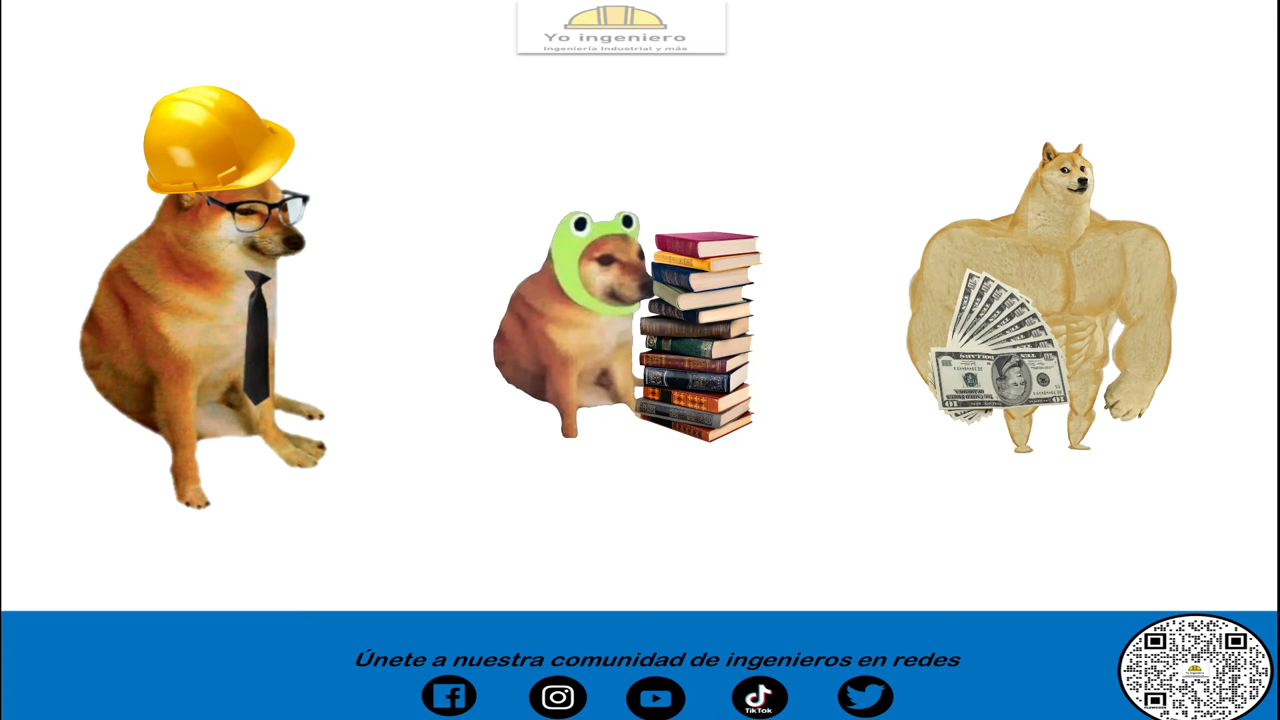 Yo ingeniero
Ingeniería Industrial y más
Únete a nuestra comunidad de ingenieros en redes
TikTok